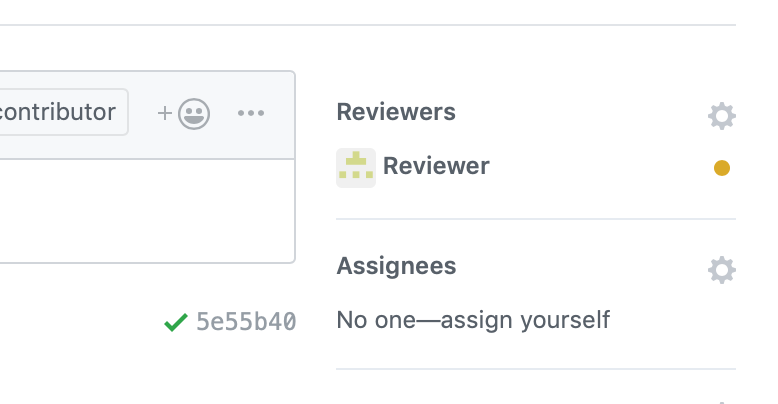 contributor
Reviewers
Reviewer
Assignees
5e55b40
No one—assign yourself